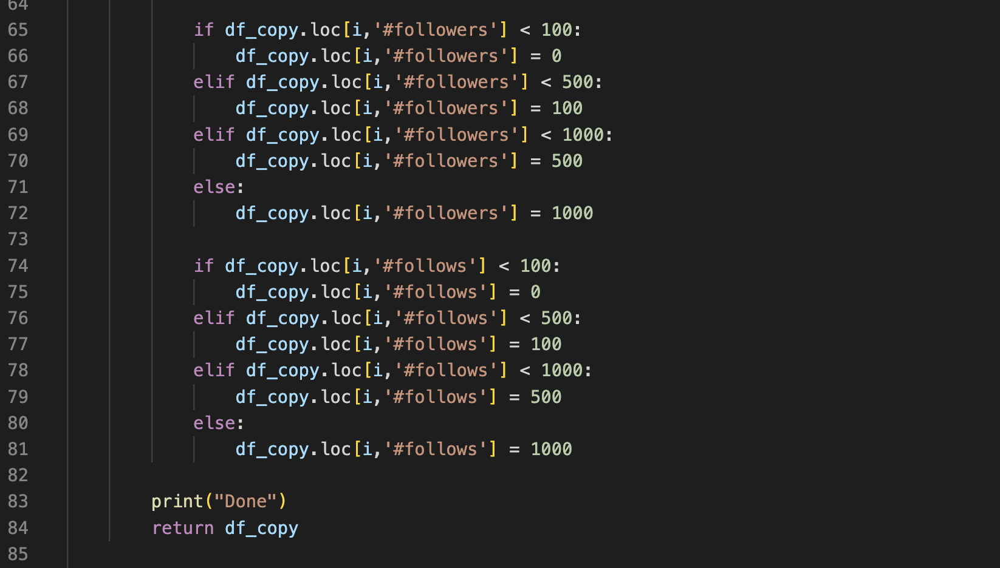 64
65 if df_copy.loc[i,'#followers'] < 100:
66 df_copy.loc[i,'#followers'] = 0
67 elif df_copy.loc[i,'#followers'] < 500:
68 df_copy.loc[i,'#followers'] = 100
69 elif df_copy.loc[i,'#followers'] < 1000:
70 df_copy.loc[i,'#followers'] = 500
71 else:
72 df_copy.loc[i,'#followers'] = 1000
73
74 if df_copy.loc[i,'#follows'] < 100:
75 df_copy.loc[i,'#follows'] = 0
76 elif df_copy.loc[i,'#follows'] < 500:
77 df_copy.loc[i,'#follows'] = 100
78 elif df_copy.loc[i,'#follows'] < 1000:
79 df_copy.loc[i,'#follows'] = 500
80 else:
81 df_copy.loc[i,'#follows'] = 1000
82
83 print("Done")
84 return df_copy
85